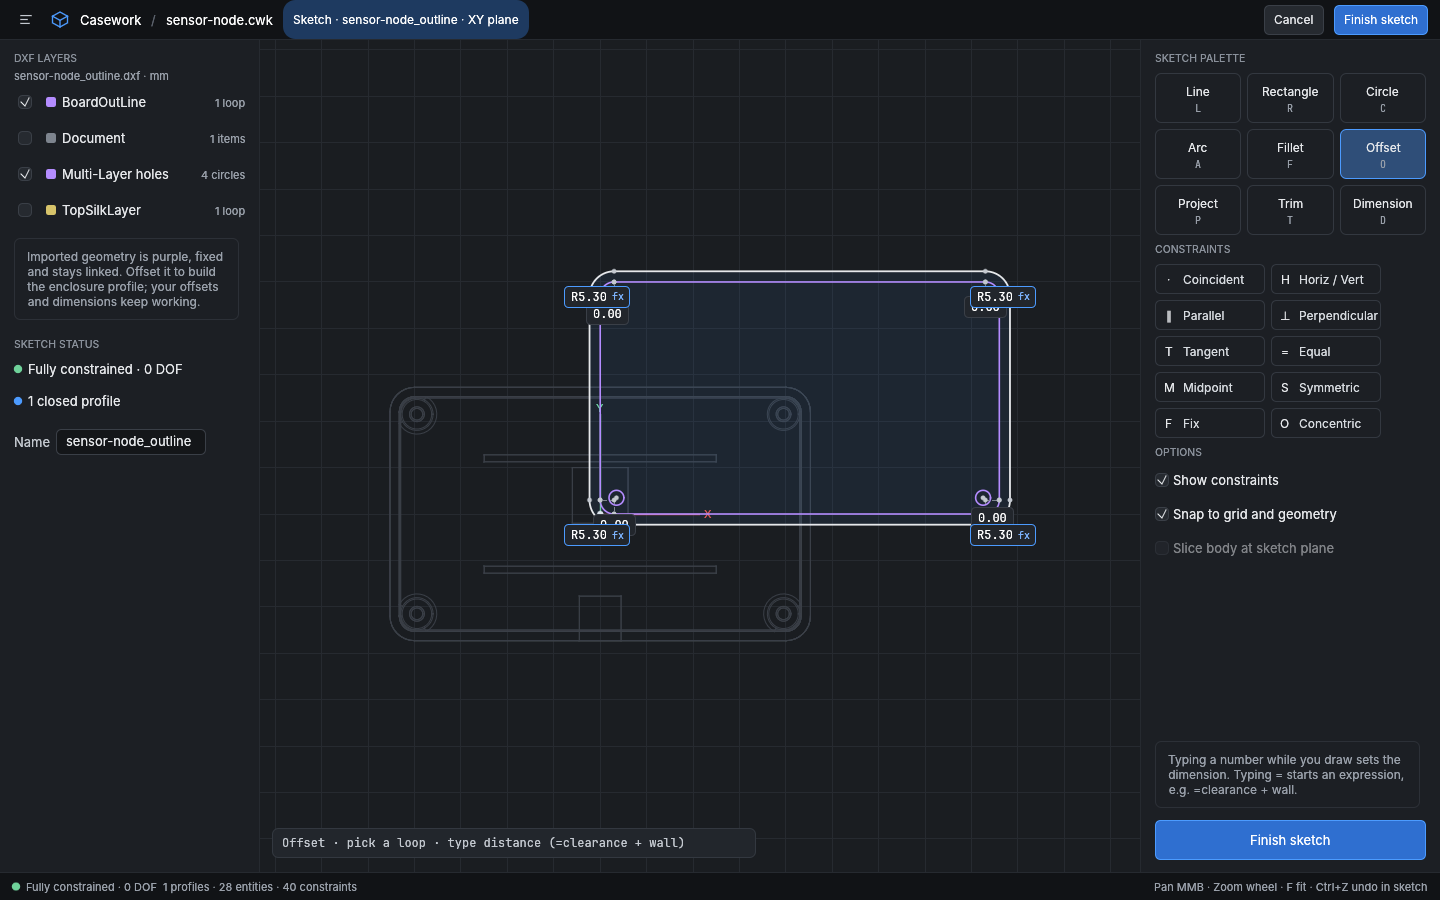 Casework / sensor-node.cwk
Sketch · sensor-node_outline · XY plane
Cancel
Finish sketch
DXF LAYERS
sensor-node_outline.dxf · mm
BoardOutLine 1 loop
Document 1 items
Multi-Layer holes 4 circles
TopSilkLayer 1 loop
Imported geometry is purple, fixed
and stays linked. Offset it to build
the enclosure profile; your offsets
and dimensions keep working.
SKETCH STATUS
Fully constrained · 0 DOF
1 closed profile
Name sensor-node_outline
R5.30 fx
0.00
R5.30 fx
0.00
Y
X
0.00
R5.30 fx
0.00
R5.30 fx
Offset · pick a loop · type distance (=clearance + wall)
SKETCH PALETTE
Line Rectangle Circle
L R C
Arc Fillet Offset
A F O
Project Trim Dimension
P T D
CONSTRAINTS
· Coincident H Horiz / Vert
∥ Parallel ⊥ Perpendicular
T Tangent = Equal
M Midpoint S Symmetric
F Fix O Concentric
OPTIONS
Show constraints
Snap to grid and geometry
Slice body at sketch plane
Typing a number while you draw sets the
dimension. Typing = starts an expression,
e.g. =clearance + wall.
Finish sketch
Fully constrained · 0 DOF 1 profiles · 28 entities · 40 constraints
Pan MMB · Zoom wheel · F fit · Ctrl+Z undo in sketch